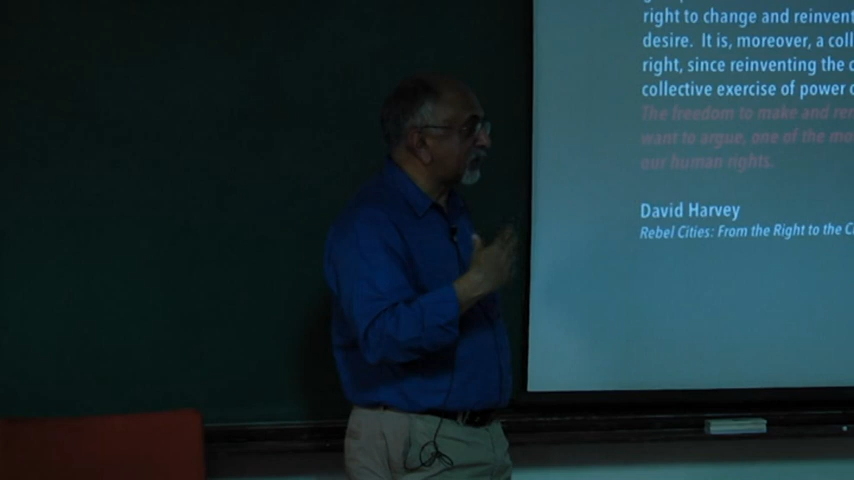 right to change and reinvent
desire. It is, moreover, a coll
right, since reinventing the c
collective exercise of power o
The freedom to make and rem
want to argue, one of the mos
our human rights.
David Harvey
Rebel Cities: From the Right to the C